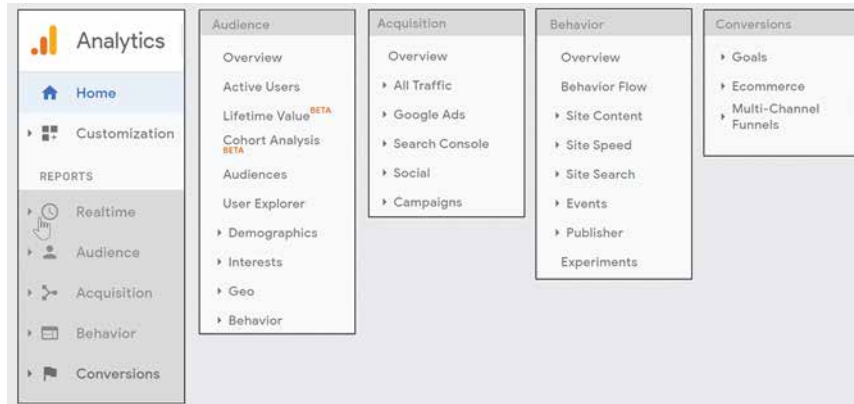 Analytics
Home
Customization
REPORTS
Realtime
Audience
Acquisition
Behavior
Conversions
Audience
Overview
Active Users
Lifetime Value BETA
Cohort Analysis
BETA
Audiences
User Explorer
Demographics
Interests
Geo
Behavior
Acquisition
Overview
All Traffic
Google Ads
Search Console
Social
Campaigns
Behavior
Overview
Behavior Flow
Site Content
Site Speed
Site Search
Events
Publisher
Experiments
Conversions
Goals
Ecommerce
Multi-Channel
Funnels